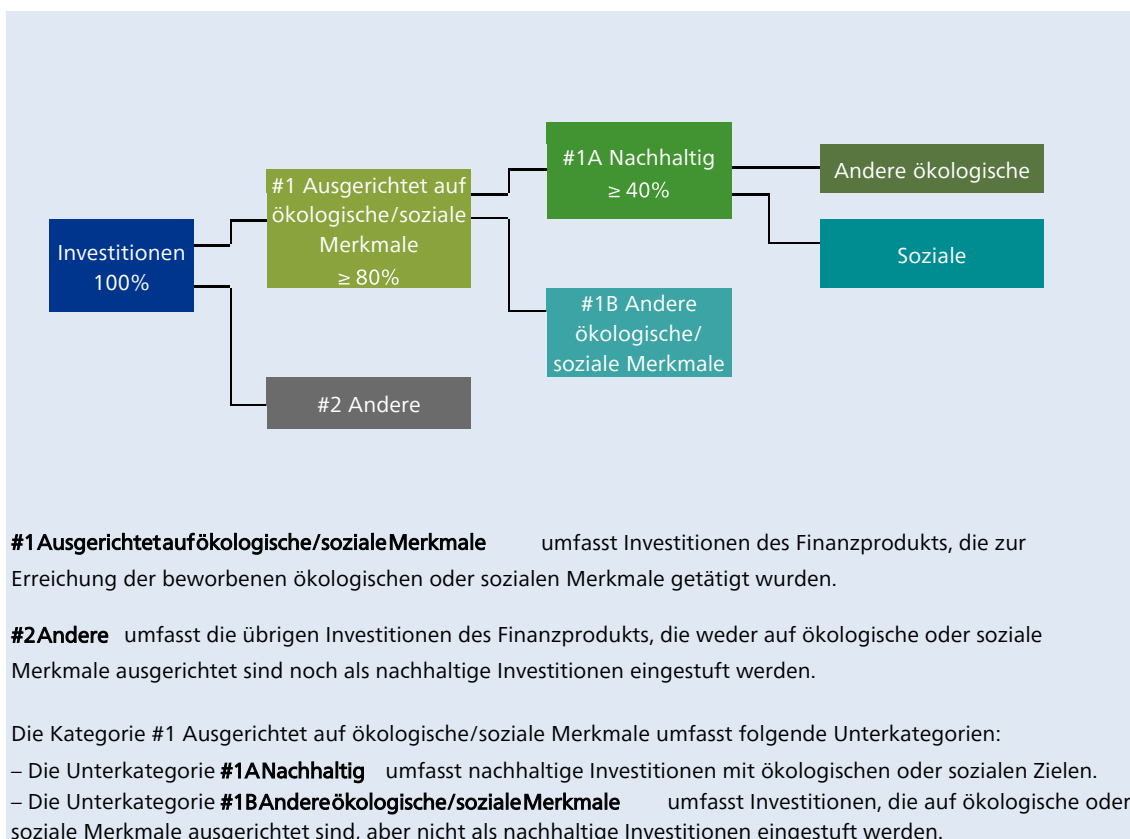 #1A Nachhaltig
≥ 40%
Andere ökologische
#1 Ausgerichtet auf
ökologische/soziale
Merkmale
≥ 80%
Investitionen
100%
Soziale
#1B Andere
ökologische/
soziale Merkmale
#2 Andere
#1 Ausgerichtet auf ökologische/soziale Merkmale umfasst Investitionen des Finanzprodukts, die zur
Erreichung der beworbenen ökologischen oder sozialen Merkmale getätigt wurden.
#2 Andere umfasst die übrigen Investitionen des Finanzprodukts, die weder auf ökologische oder soziale
Merkmale ausgerichtet sind noch als nachhaltige Investitionen eingestuft werden.
Die Kategorie #1 Ausgerichtet auf ökologische/soziale Merkmale umfasst folgende Unterkategorien:
– Die Unterkategorie #1A Nachhaltig umfasst nachhaltige Investitionen mit ökologischen oder sozialen Zielen.
– Die Unterkategorie #1B Andere ökologische/soziale Merkmale umfasst Investitionen, die auf ökologische oder
soziale Merkmale ausgerichtet sind, aber nicht als nachhaltige Investitionen eingestuft werden.